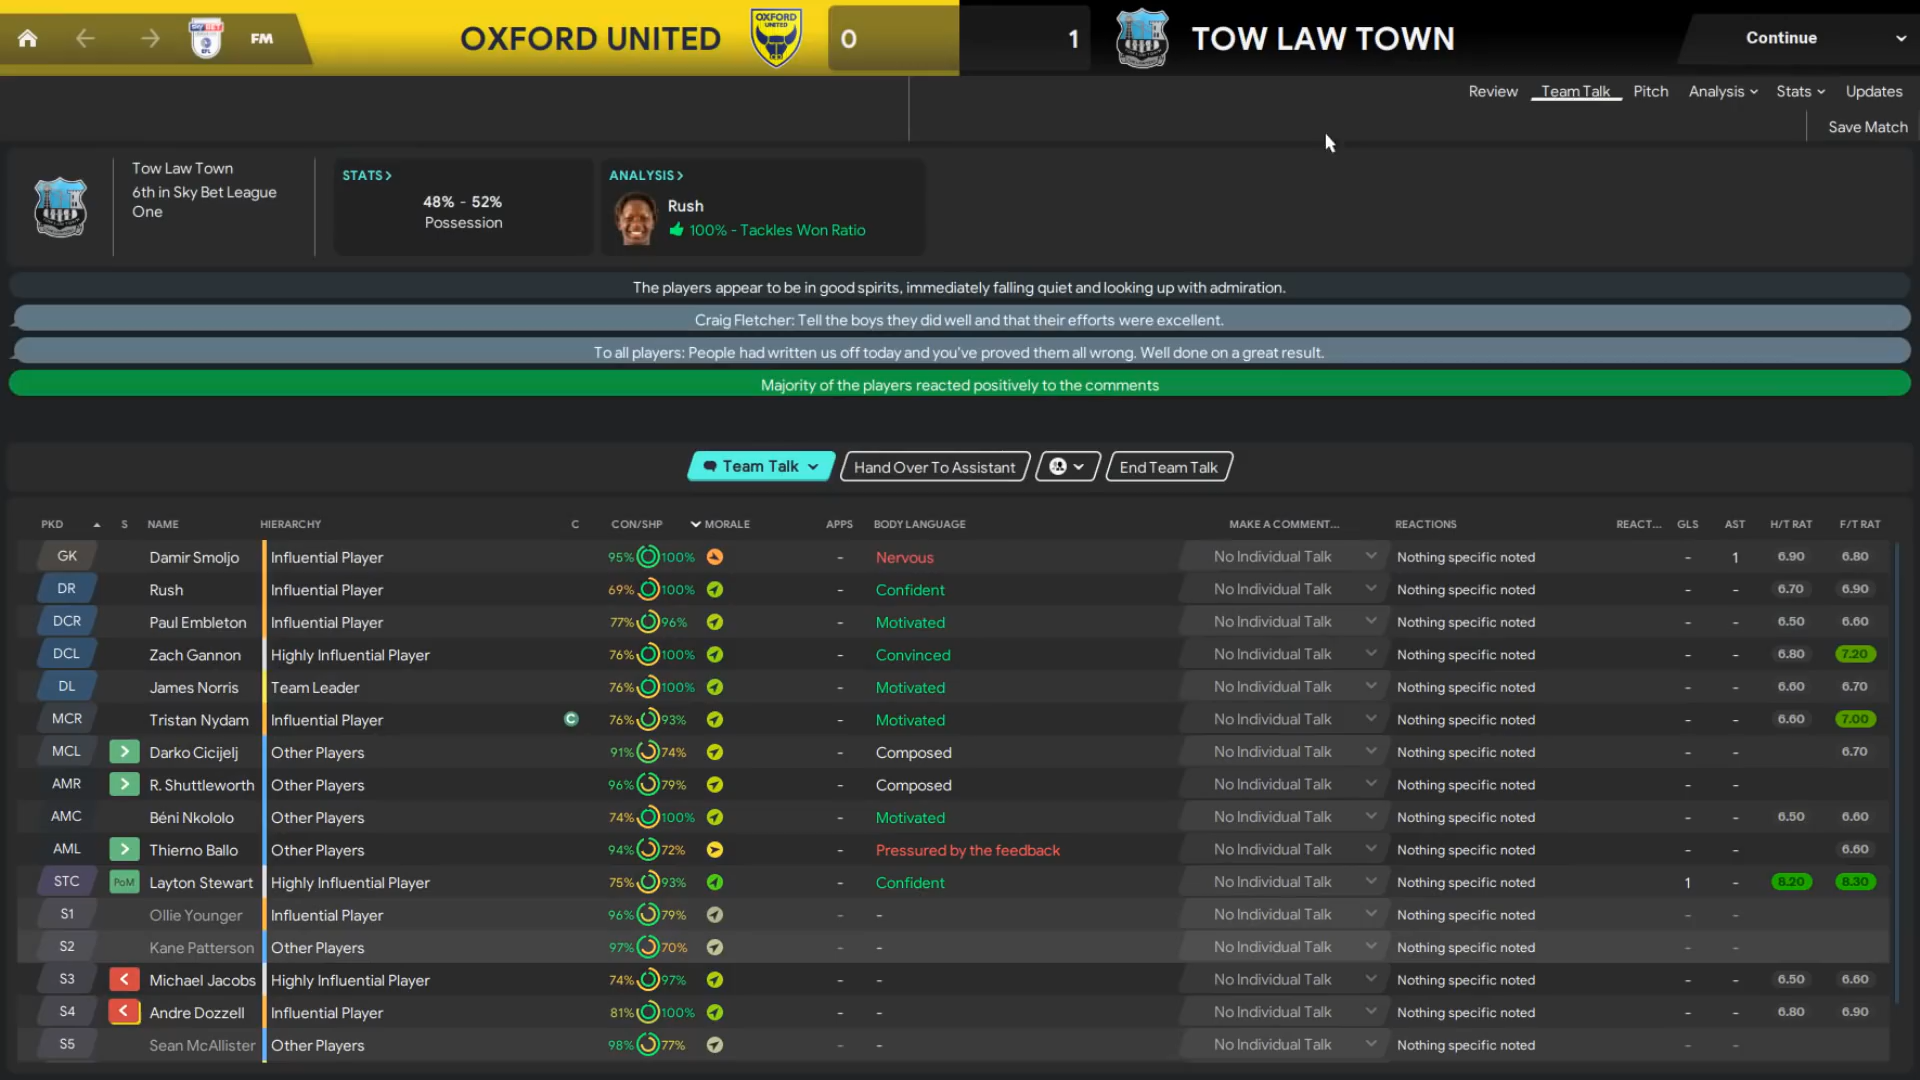 FM
OXFORD UNITED
OXFORD UNITED
0
1
TOW LAW TOWN
Continue
Review
Team Talk
Pitch
Analysis
Stats
Updates
Save Match
Tow Law Town
6th in Sky Bet League
One
STATS
48% - 52%
Possession
ANALYSIS
Rush
100% - Tackles Won Ratio
The players appear to be in good spirits, immediately falling quiet and looking up with admiration.
Craig Fletcher: Tell the boys they did well and that their efforts were excellent.
To all players: People had written us off today and you've proved them all wrong. Well done on a great result.
Majority of the players reacted positively to the comments
Team Talk
Hand Over To Assistant
End Team Talk
PKD S NAME HIERARCHY C CON/SHP MORALE APPS BODY LANGUAGE MAKE A COMMENT... REACTIONS REACT... GLS AST H/T RAT F/T RAT
GK Damir Smoljo Influential Player 95% 100% - Nervous No Individual Talk Nothing specific noted - 1 6.90 6.80
DR Rush Influential Player 69% 100% - Confident No Individual Talk Nothing specific noted - - 6.70 6.90
DCR Paul Embleton Influential Player 77% 96% - Motivated No Individual Talk Nothing specific noted - - 6.50 6.60
DCL Zach Gannon Highly Influential Player 76% 100% - Convinced No Individual Talk Nothing specific noted - - 6.80 7.20
DL James Norris Team Leader 76% 100% - Motivated No Individual Talk Nothing specific noted - - 6.60 6.70
MCR Tristan Nydam Influential Player C 76% 93% - Motivated No Individual Talk Nothing specific noted - - 6.60 7.00
MCL Darko Cicijelj Other Players 91% 74% - Composed No Individual Talk Nothing specific noted - - 6.70
AMR R. Shuttleworth Other Players 96% 79% - Composed No Individual Talk Nothing specific noted - -
AMC Béni Nkololo Other Players 74% 100% - Motivated No Individual Talk Nothing specific noted - - 6.50 6.60
AML Thierno Ballo Other Players 94% 72% - Pressured by the feedback No Individual Talk Nothing specific noted - - 6.60
STC PoM Layton Stewart Highly Influential Player 75% 93% - Confident No Individual Talk Nothing specific noted 1 - 8.20 8.30
S1 Ollie Younger Influential Player 96% 79% - - No Individual Talk Nothing specific noted - -
S2 Kane Patterson Other Players 97% 70% - - No Individual Talk Nothing specific noted - -
S3 Michael Jacobs Highly Influential Player 74% 97% - - No Individual Talk Nothing specific noted - - 6.50 6.60
S4 Andre Dozzell Influential Player 81% 100% - - No Individual Talk Nothing specific noted - - 6.80 6.90
S5 Sean McAllister Other Players 98% 77% - - No Individual Talk Nothing specific noted - -